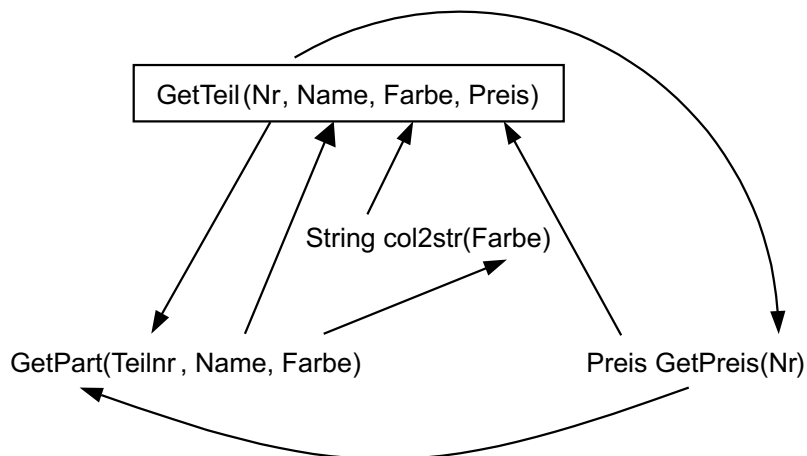 GetTeil(Nr, Name, Farbe, Preis)
String col2str(Farbe)
GetPart(Teilnr, Name, Farbe)
Preis GetPreis(Nr)